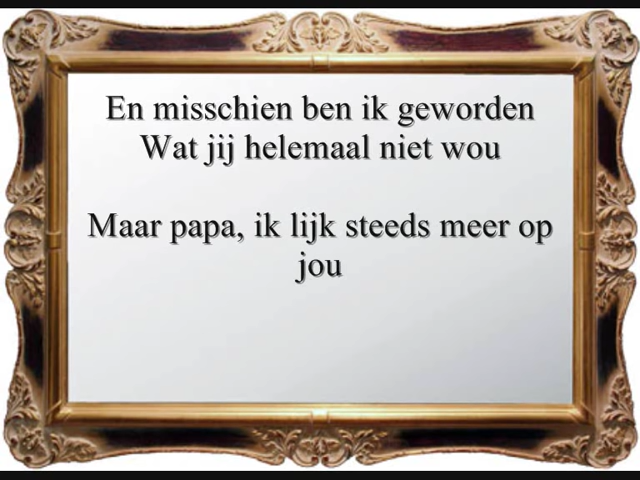 En misschien ben ik geworden
Wat jij helemaal niet wou
Maar papa, ik lijk steeds meer op
jou